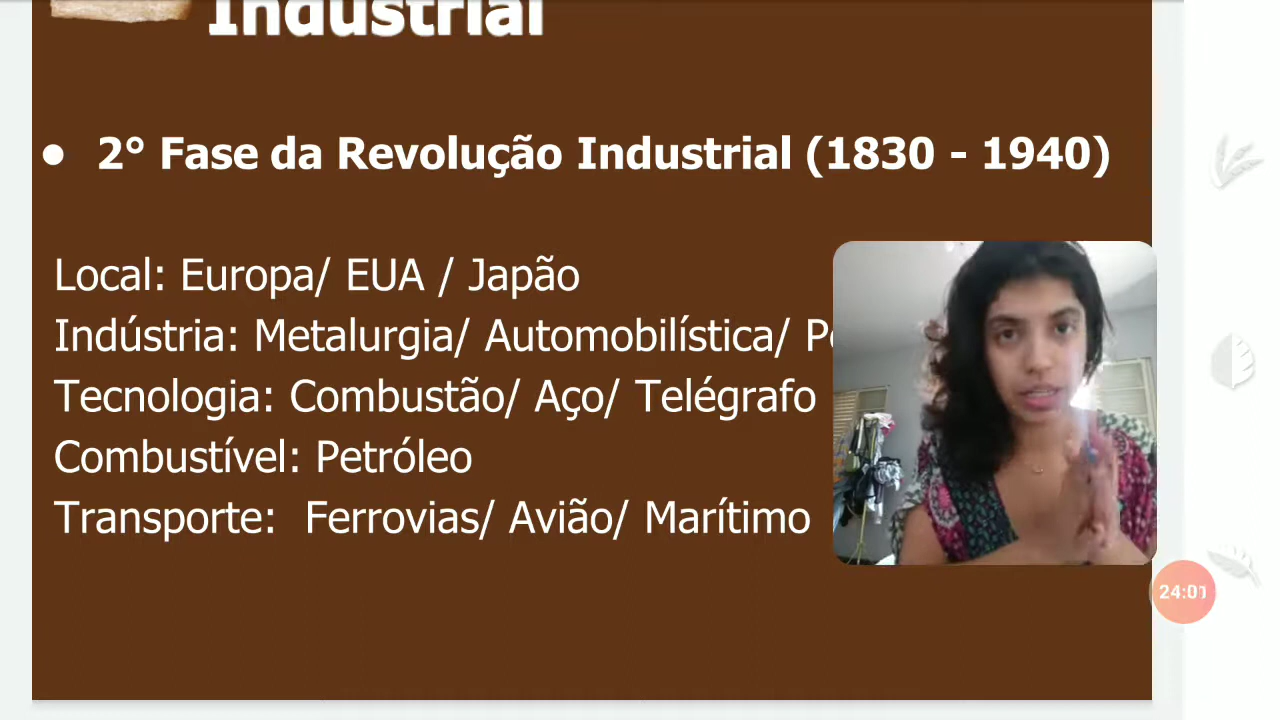 Industrial
• 2° Fase da Revolução Industrial (1830 - 1940)
Local: Europa/ EUA / Japão
Indústria: Metalurgia/ Automobilística/
Tecnologia: Combustão/ Aço/ Telégrafo
Combustível: Petróleo
Transporte: Ferrovias/ Avião/ Marítimo
24:01